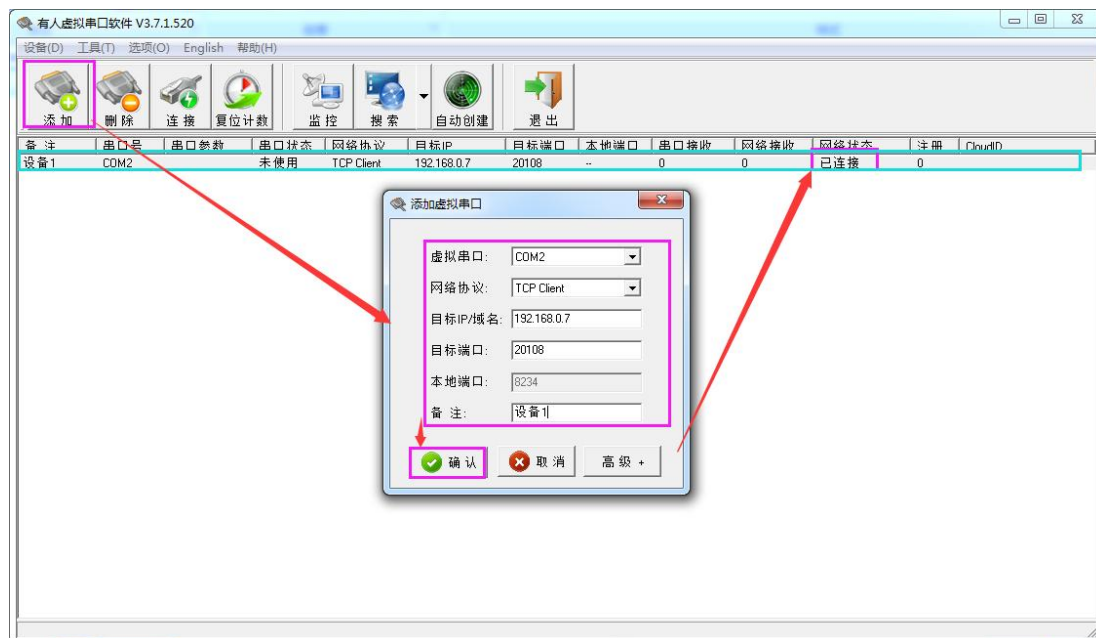 有人虚拟串口软件 V3.7.1.520
设备(D) 工具(T) 选项(O) English 帮助(H)
添加 删除 连接 复位计数 监控 搜索 自动创建 退出
备注 串口号 串口参数 串口状态 网络协议 目标IP 目标端口 本地端口 串口接收 网络接收 网络状态 注册 CloudID
设备1 COM2 未使用 TCP Client 192.168.0.7 20108 -- 0 0 已连接 0
添加虚拟串口
虚拟串口: COM2
网络协议: TCP Client
目标IP/域名: 192.168.0.7
目标端口: 20108
本地端口: 8234
备 注: 设备1
确认 取消 高级 +